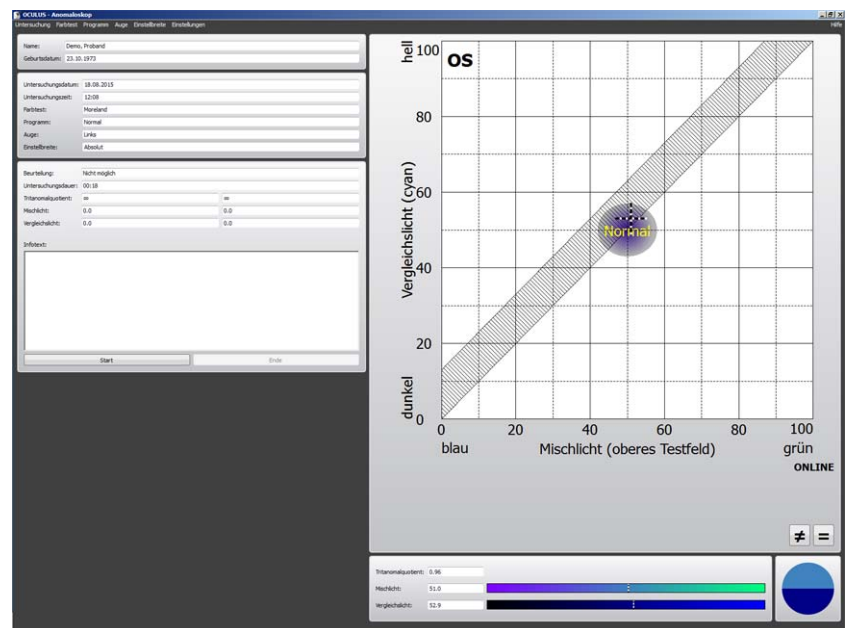 OCULUS - Anomaloskop
Untersuchung Farbtest Programm Auge Einstellbreite Einstellungen Hilfe
Name: Demo, Proband
Geburtsdatum: 23.10.1973
Untersuchungsdatum: 18.08.2015
Untersuchungszeit: 12:08
Farbtest: Moreland
Programm: Normal
Auge: Links
Einstellbreite: Absolut
Beurteilung: Nicht möglich
Untersuchungsdauer: 00:18
Tritanomalquotient: ∞ ∞
Mischlicht: 0.0 0.0
Vergleichslicht: 0.0 0.0
Infotext:
Start Ende
OS
hell
Vergleichslicht (cyan)
dunkel
100
80
60
40
20
0
Normal
0 20 40 60 80 100
blau Mischlicht (oberes Testfeld) grün
ONLINE
≠ =
Tritanomalquotient: 0.96
Mischlicht: 51.0
Vergleichslicht: 52.9